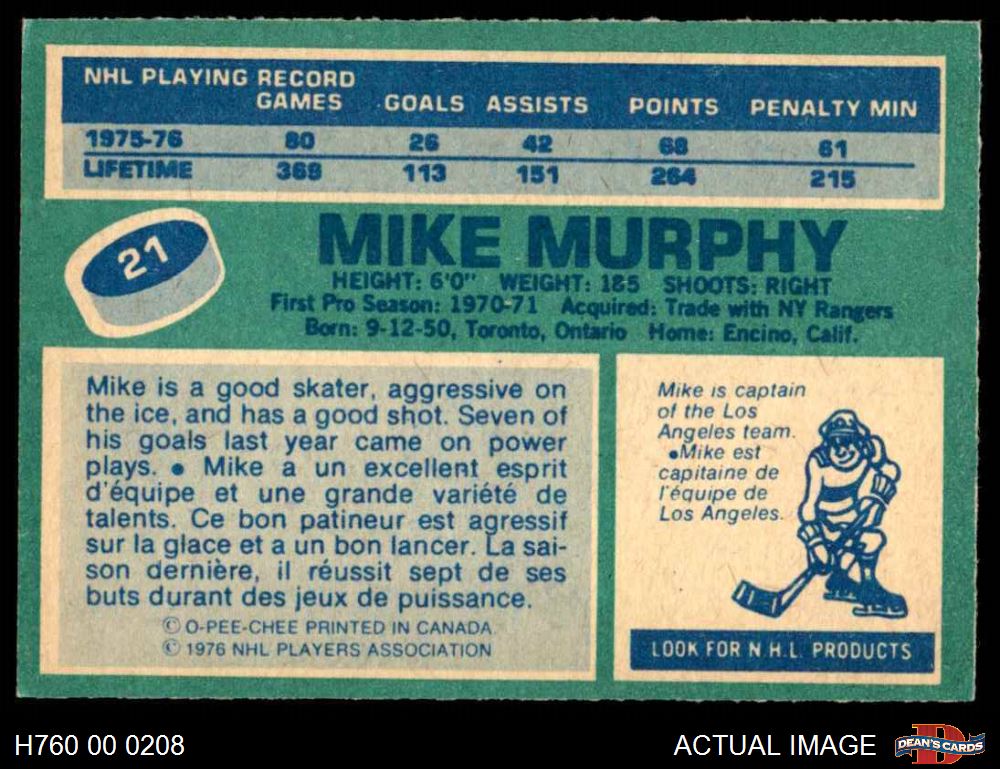 NHL PLAYING RECORD
GAMES GOALS ASSISTS POINTS PENALTY MIN
1975-76 80 26 42 68 61
LIFETIME 368 113 151 264 215
21
MIKE MURPHY
HEIGHT: 6'0" WEIGHT: 185 SHOOTS: RIGHT
First Pro Season: 1970-71 Acquired: Trade with NY Rangers
Born: 9-12-50, Toronto, Ontario Home: Encino, Calif.
Mike is a good skater, aggressive on
the ice, and has a good shot. Seven of
his goals last year came on power
plays. • Mike a un excellent esprit
d'équipe et une grande variété de
talents. Ce bon patineur est agressif
sur la glace et a un bon lancer. La sai-
son dernière, il réussit sept de ses
buts durant des jeux de puissance.
© O-PEE-CHEE PRINTED IN CANADA
© 1976 NHL PLAYERS ASSOCIATION
Mike is captain
of the Los
Angeles team.
•Mike est
capitaine de
l'équipe de
Los Angeles.
LOOK FOR N.H.L. PRODUCTS
H760 00 0208
ACTUAL IMAGE
D
DEAN'S CARDS